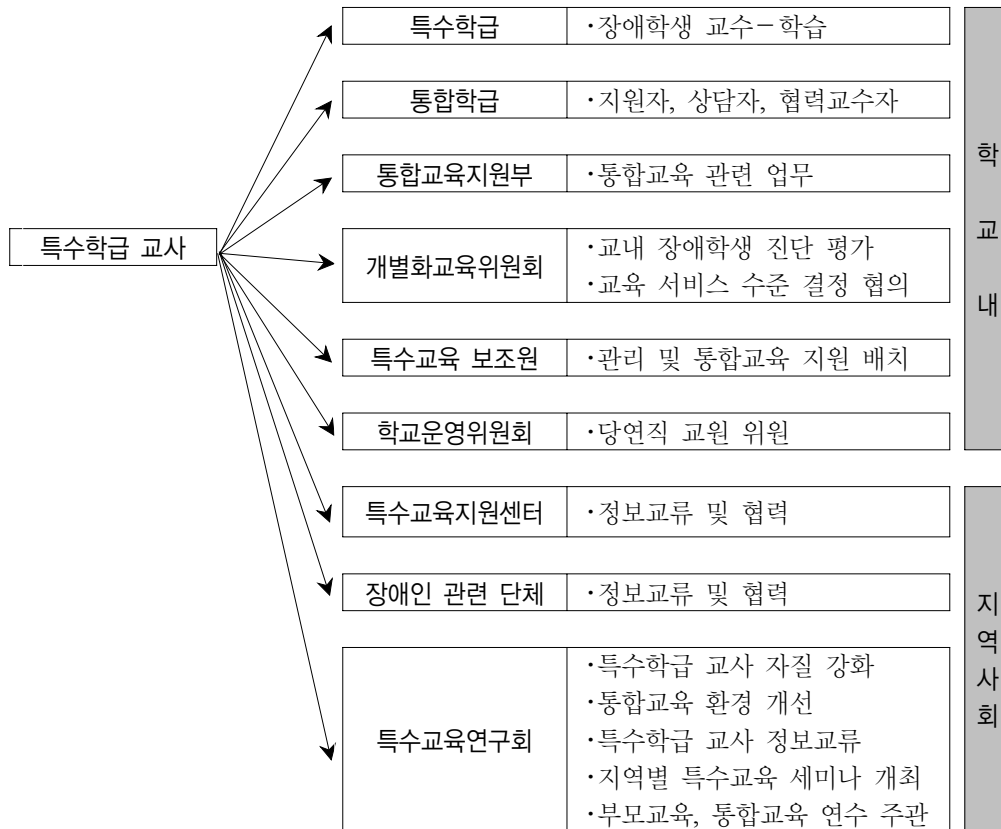 특수학급 교사
특수학급
·장애학생 교수-학습
통합학급
·지원자, 상담자, 협력교수자
통합교육지원부
·통합교육 관련 업무
개별화교육위원회
·교내 장애학생 진단 평가
·교육 서비스 수준 결정 협의
특수교육 보조원
·관리 및 통합교육 지원 배치
학교운영위원회
·당연직 교원 위원
학
교
내
특수교육지원센터
·정보교류 및 협력
장애인 관련 단체
·정보교류 및 협력
특수교육연구회
·특수학급 교사 자질 강화
·통합교육 환경 개선
·특수학급 교사 정보교류
·지역별 특수교육 세미나 개최
·부모교육, 통합교육 연수 주관
지
역
사
회